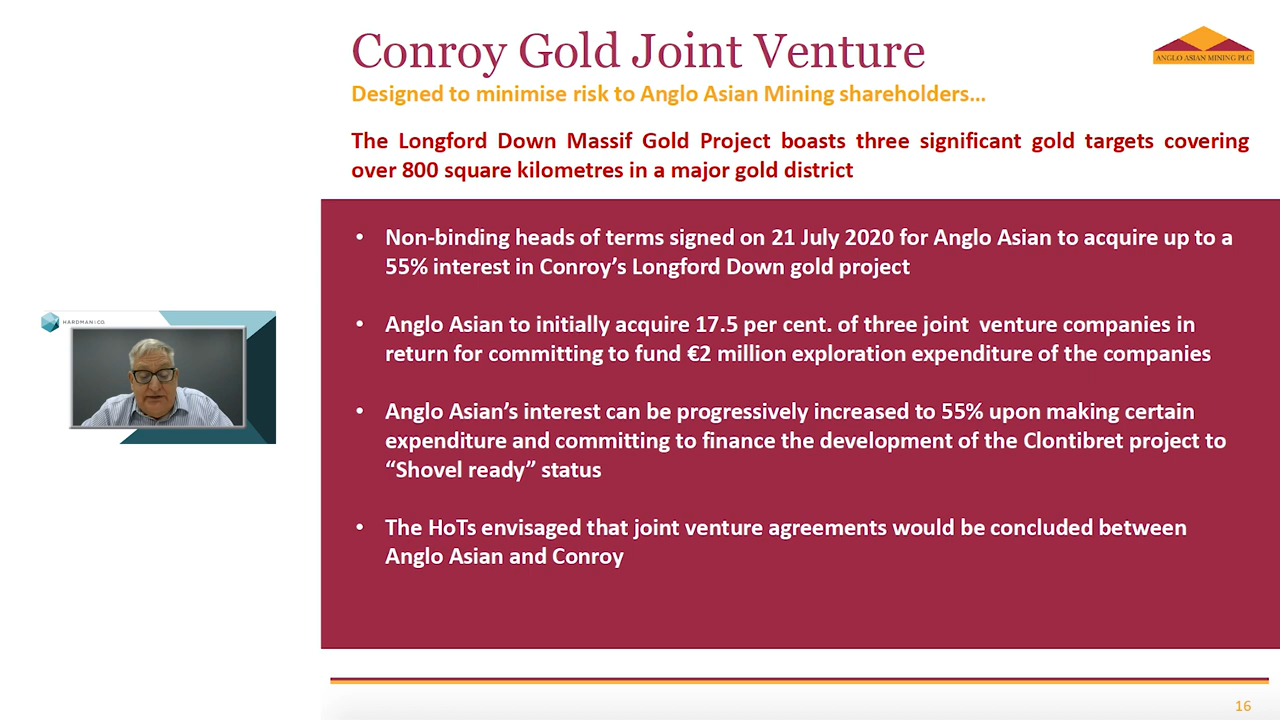 Conroy Gold Joint Venture
ANGLO ASIAN MINING PLC
Designed to minimise risk to Anglo Asian Mining shareholders…
The Longford Down Massif Gold Project boasts three significant gold targets covering
over 800 square kilometres in a major gold district
• Non-binding heads of terms signed on 21 July 2020 for Anglo Asian to acquire up to a
55% interest in Conroy’s Longford Down gold project
• Anglo Asian to initially acquire 17.5 per cent. of three joint venture companies in
return for committing to fund €2 million exploration expenditure of the companies
• Anglo Asian’s interest can be progressively increased to 55% upon making certain
expenditure and committing to finance the development of the Clontibret project to
“Shovel ready” status
• The HoTs envisaged that joint venture agreements would be concluded between
Anglo Asian and Conroy
HARDMAN&CO.
16